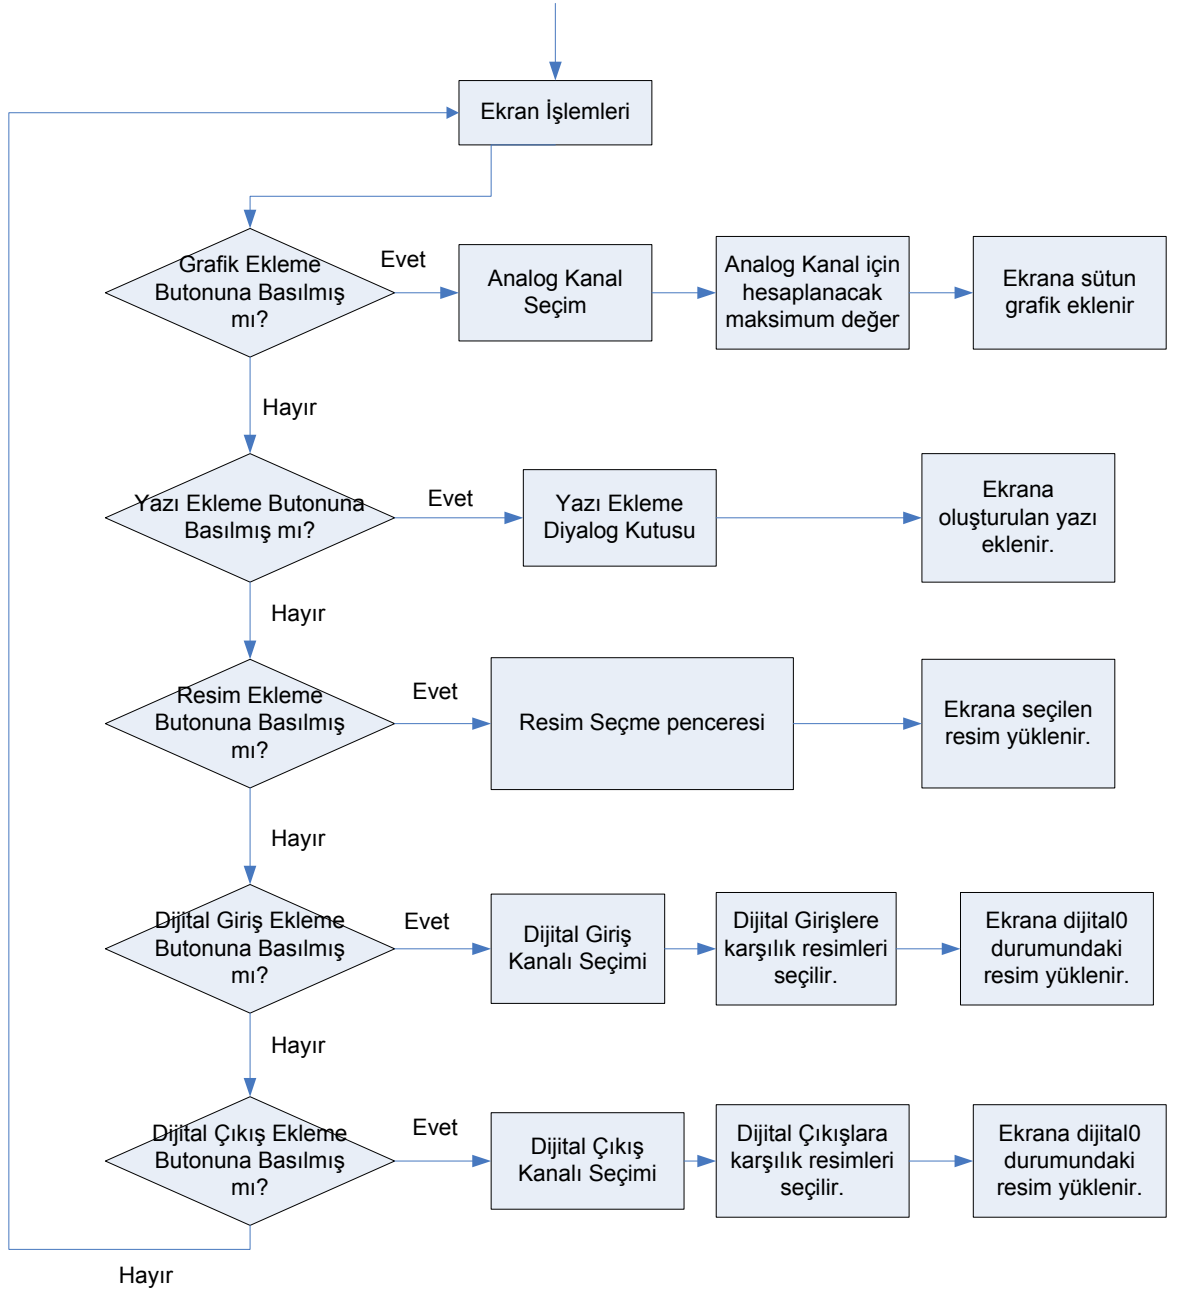 Ekran İşlemleri
Grafik Ekleme
Butonuna Basılmış
mı?
Evet
Analog Kanal
Seçim
Analog Kanal için
hesaplanacak
maksimum değer
Ekrana sütun
grafik eklenir
Hayır
Yazı Ekleme Butonuna
Basılmış mı?
Evet
Yazı Ekleme
Diyalog Kutusu
Ekrana
oluşturulan yazı
eklenir.
Hayır
Resim Ekleme
Butonuna Basılmış
mı?
Evet
Resim Seçme penceresi
Ekrana seçilen
resim yüklenir.
Hayır
Dijital Giriş Ekleme
Butonuna Basılmış
mı?
Evet
Dijital Giriş
Kanalı Seçimi
Dijital Girişlere
karşılık resimleri
seçilir.
Ekrana dijital0
durumundaki
resim yüklenir.
Hayır
Dijital Çıkış Ekleme
Butonuna Basılmış
mı?
Evet
Dijital Çıkış
Kanalı Seçimi
Dijital Çıkışlara
karşılık resimleri
seçilir.
Ekrana dijital0
durumundaki
resim yüklenir.
Hayır